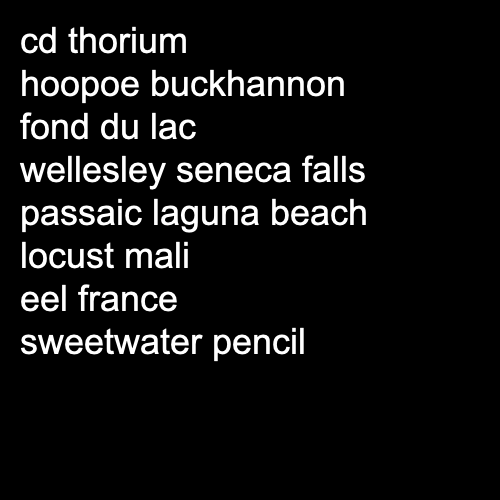 cd thorium
hoopoe buckhannon
fond du lac
wellesley seneca falls
passaic laguna beach
locust mali
eel france
sweetwater pencil